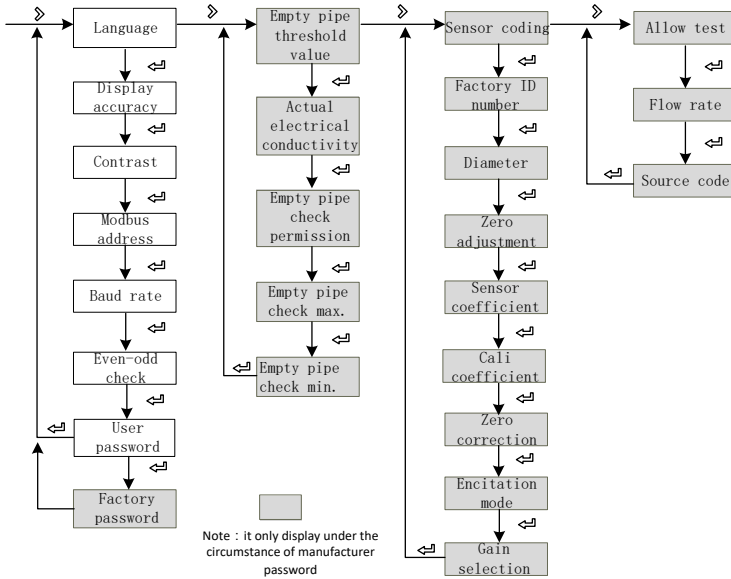 Language
Display
accuracy
Contrast
Modbus
address
Baud rate
Even-odd
check
User
password
Factory
password
Empty pipe
threshold
value
Actual
electrical
conductivity
Empty pipe
check
permission
Empty pipe
check max.
Empty pipe
check min.
Sensor coding
Factory ID
number
Diameter
Zero
adjustment
Sensor
coefficient
Cali
coefficient
Zero
correction
Encitation
mode
Gain
selection
Allow test
Flow rate
Source code
Note：it only display under the
circumstance of manufacturer
password